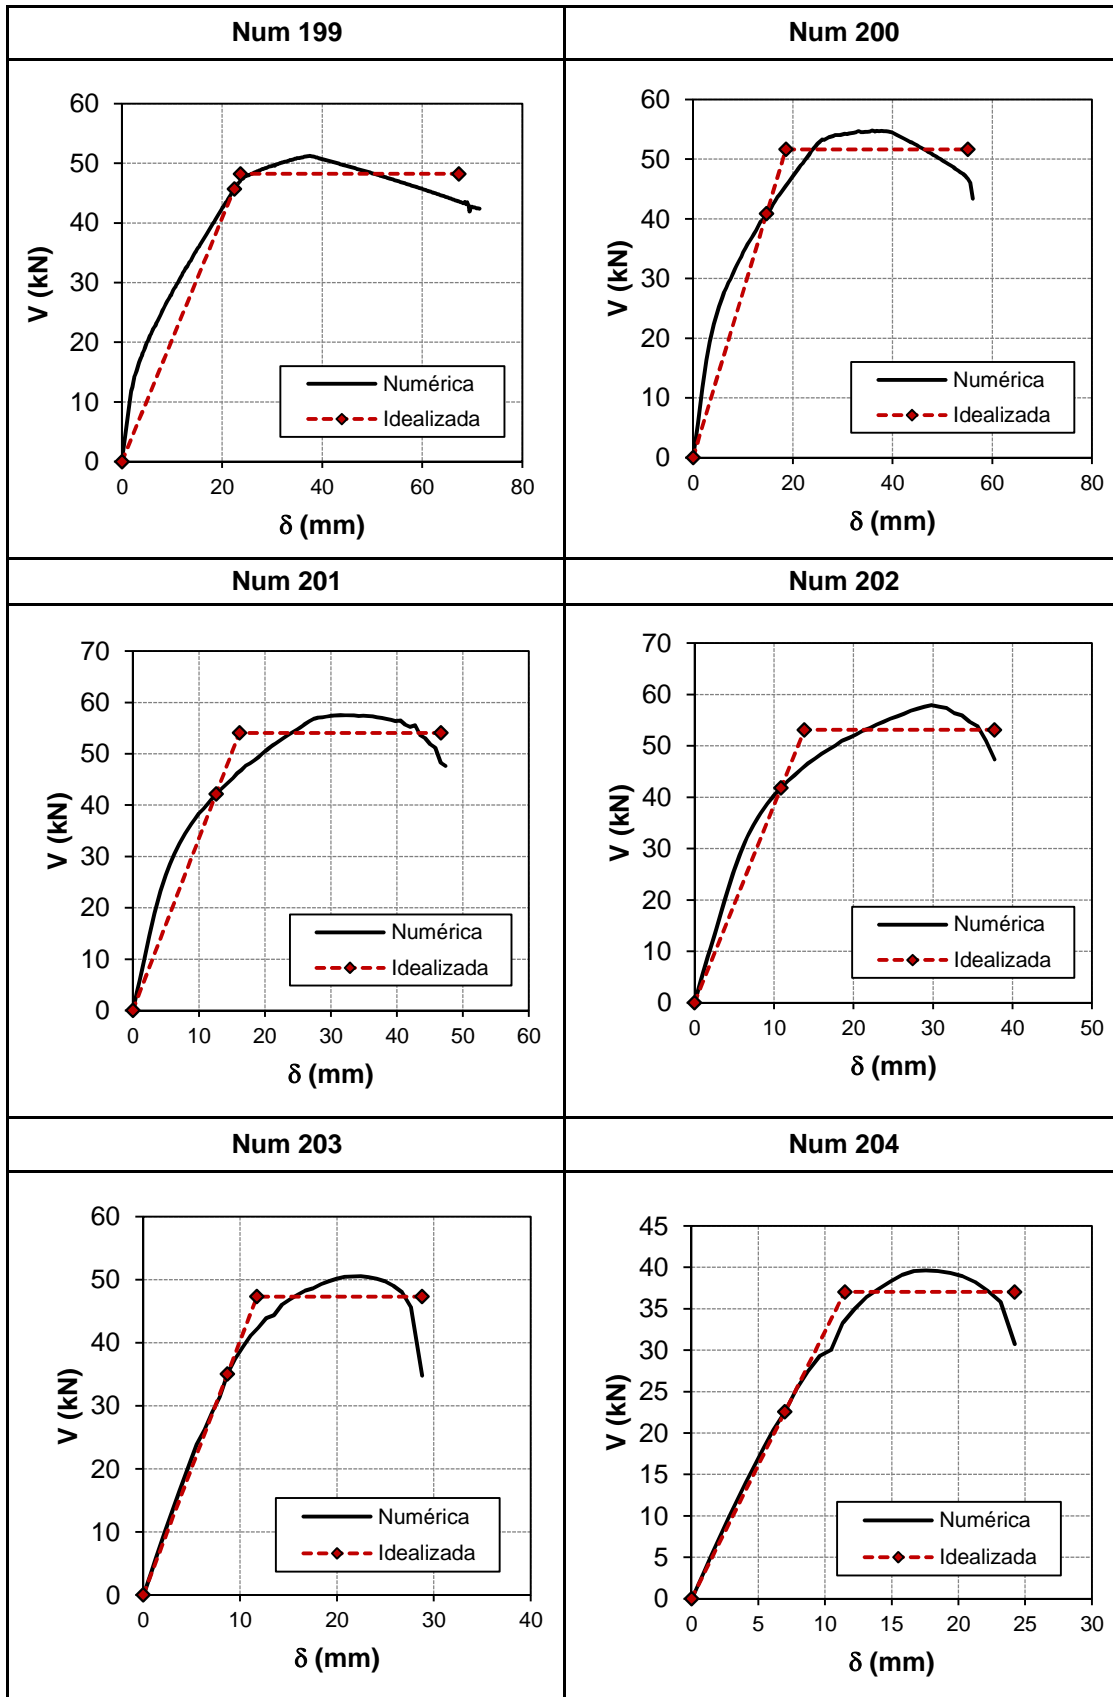 Num 199
Num 200
60
50
40
30
20
10
0
V (kN)
Numérica
Idealizada
0 20 40 60 80
δ (mm)
60
50
40
30
20
10
0
V (kN)
Numérica
Idealizada
0 20 40 60 80
δ (mm)
Num 201
Num 202
70
60
50
40
30
20
10
0
V (kN)
Numérica
Idealizada
0 10 20 30 40 50 60
δ (mm)
70
60
50
40
30
20
10
0
V (kN)
Numérica
Idealizada
0 10 20 30 40 50
δ (mm)
Num 203
Num 204
60
50
40
30
20
10
0
V (kN)
Numérica
Idealizada
0 10 20 30 40
δ (mm)
45
40
35
30
25
20
15
10
5
0
V (kN)
Numérica
Idealizada
0 5 10 15 20 25 30
δ (mm)